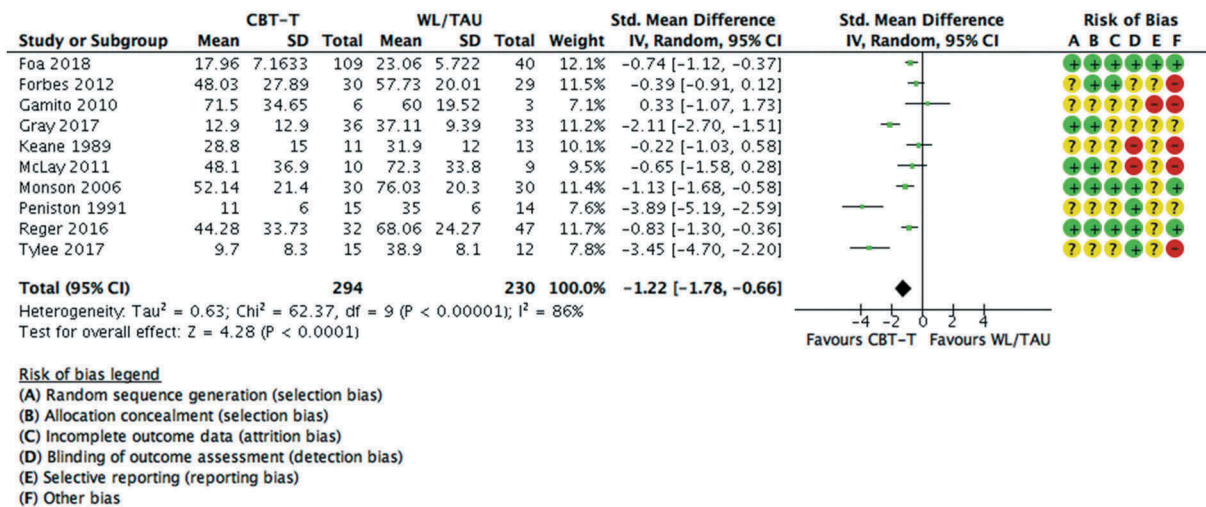 CBT-T WL/TAU Std. Mean Difference Std. Mean Difference Risk of Bias
Study or Subgroup Mean SD Total Mean SD Total Weight IV, Random, 95% CI IV, Random, 95% CI A B C D E F
Foa 2018 17.96 7.1633 109 23.06 5.722 40 12.1% -0.74 [-1.12, -0.37] + + + + + +
Forbes 2012 48.03 27.89 30 57.73 20.01 29 11.5% -0.39 [-0.91, 0.12] ? + + ? ? -
Gamito 2010 71.5 34.65 6 60 19.52 3 7.1% 0.33 [-1.07, 1.73] ? ? ? ? - -
Gray 2017 12.9 12.9 36 37.11 9.39 33 11.2% -2.11 [-2.70, -1.51] + + ? ? ? ?
Keane 1989 28.8 15 11 31.9 12 13 10.1% -0.22 [-1.03, 0.58] ? ? ? - ? -
McLay 2011 48.1 36.9 10 72.3 33.8 9 9.5% -0.65 [-1.58, 0.28] + + ? - ? -
Monson 2006 52.14 21.4 30 76.03 20.3 30 11.4% -1.13 [-1.68, -0.58] + + + + ? +
Peniston 1991 11 6 15 35 6 14 7.6% -3.89 [-5.19, -2.59] ? ? ? + ? ?
Reger 2016 44.28 33.73 32 68.06 24.27 47 11.7% -0.83 [-1.30, -0.36] + + + + ? +
Tylee 2017 9.7 8.3 15 38.9 8.1 12 7.8% -3.45 [-4.70, -2.20] ? ? ? + ? -
Total (95% CI) 294 230 100.0% -1.22 [-1.78, -0.66]
Heterogeneity: Tau² = 0.63; Chi² = 62.37, df = 9 (P < 0.00001); I² = 86%
Test for overall effect: Z = 4.28 (P < 0.0001)
-4 -2 0 2 4
Favours CBT-T Favours WL/TAU
Risk of bias legend
(A) Random sequence generation (selection bias)
(B) Allocation concealment (selection bias)
(C) Incomplete outcome data (attrition bias)
(D) Blinding of outcome assessment (detection bias)
(E) Selective reporting (reporting bias)
(F) Other bias